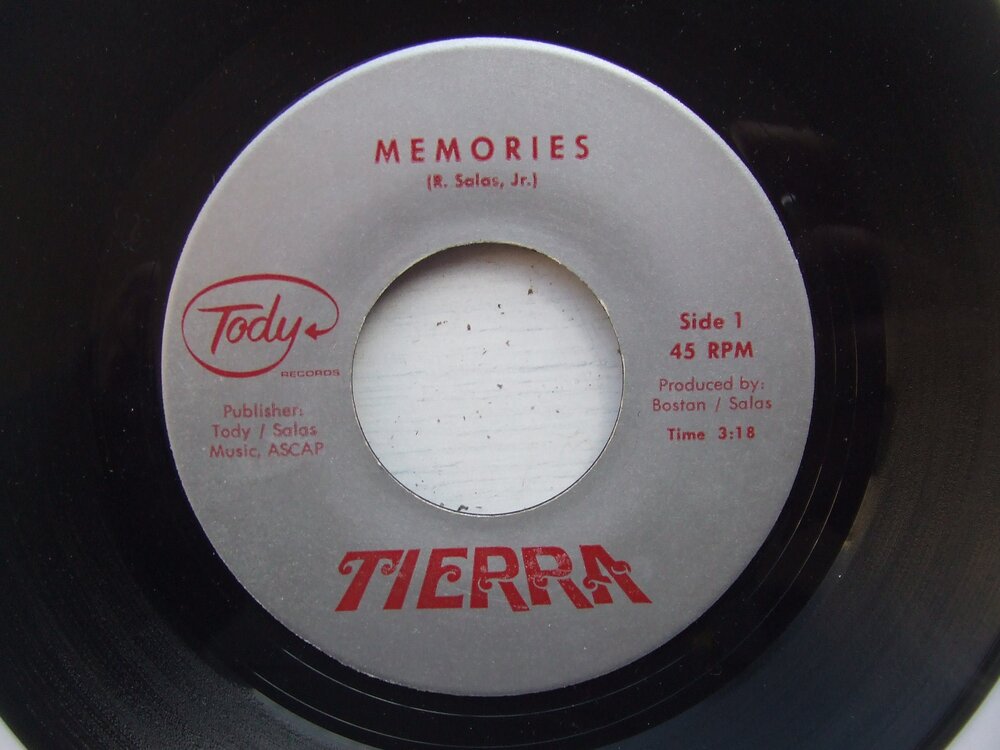 MEMORIES
(R. Salas, Jr.)
Tody
RECORDS
Publisher:
Tody / Salas
Music, ASCAP
Side 1
45 RPM
Produced by:
Bostan / Salas
Time 3:18
TIERRA